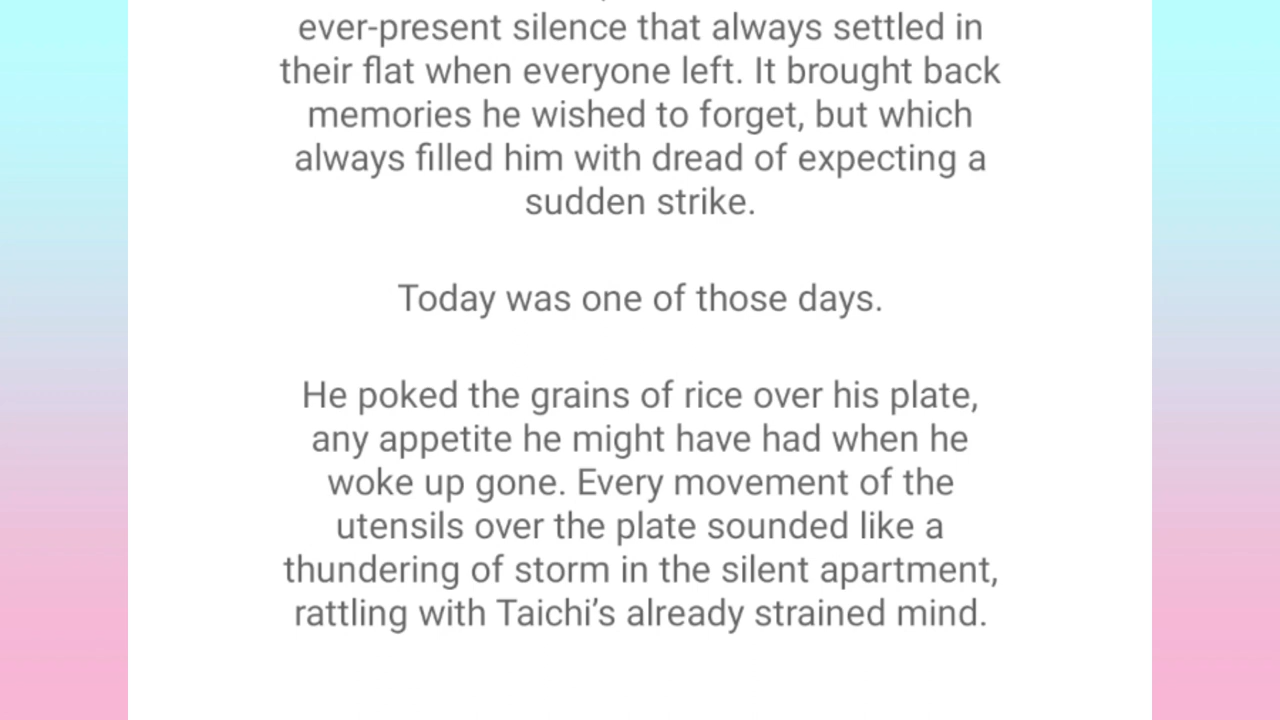 ever-present silence that always settled in
their flat when everyone left. It brought back
memories he wished to forget, but which
always filled him with dread of expecting a
sudden strike.
Today was one of those days.
He poked the grains of rice over his plate,
any appetite he might have had when he
woke up gone. Every movement of the
utensils over the plate sounded like a
thundering of storm in the silent apartment,
rattling with Taichi’s already strained mind.